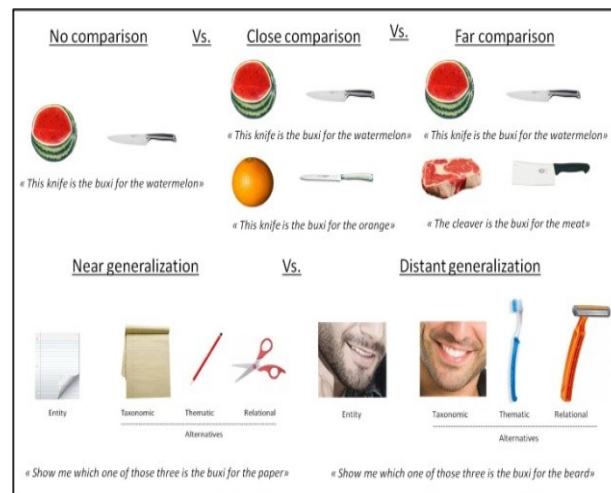 No comparison Vs. Close comparison Vs. Far comparison
« This knife is the buxi for the watermelon»
« This knife is the buxi for the watermelon»
« This knife is the buxi for the watermelon»
« This knife is the buxi for the orange»
« The cleaver is the buxi for the meat»
Near generalization Vs. Distant generalization
Entity Taxonomic Thematic Relational
Alternatives
Entity Taxonomic Thematic Relational
Alternatives
« Show me which one of those three is the buxi for the paper»
« Show me which one of those three is the buxi for the beard»